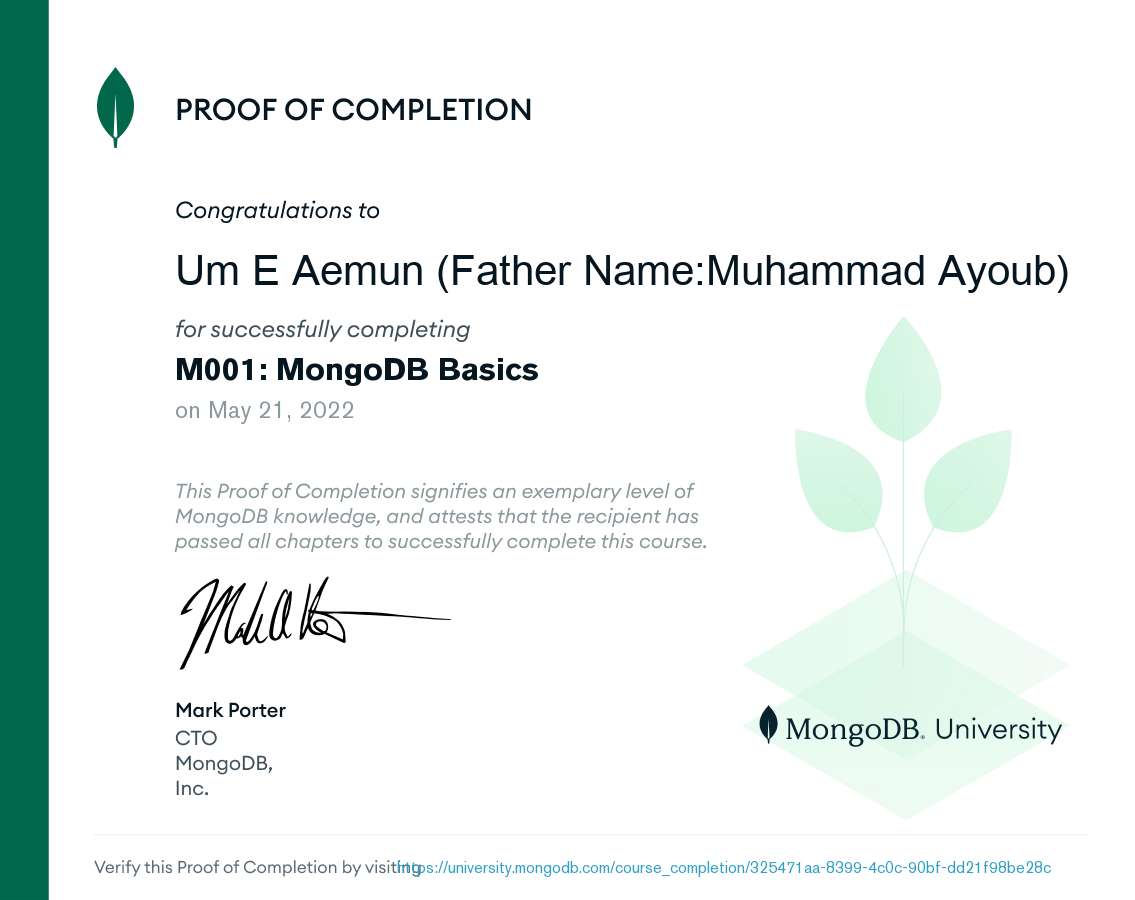 PROOF OF COMPLETION
Congratulations to
Um E Aemun (Father Name:Muhammad Ayoub)
for successfully completing
M001: MongoDB Basics
on May 21, 2022
This Proof of Completion signifies an exemplary level of
MongoDB knowledge, and attests that the recipient has
passed all chapters to successfully complete this course.
Mark Porter
CTO
MongoDB,
Inc.
MongoDB. University
Verify this Proof of Completion by visiting https://university.mongodb.com/course_completion/325471aa-8399-4c0c-90bf-dd21f98be28c